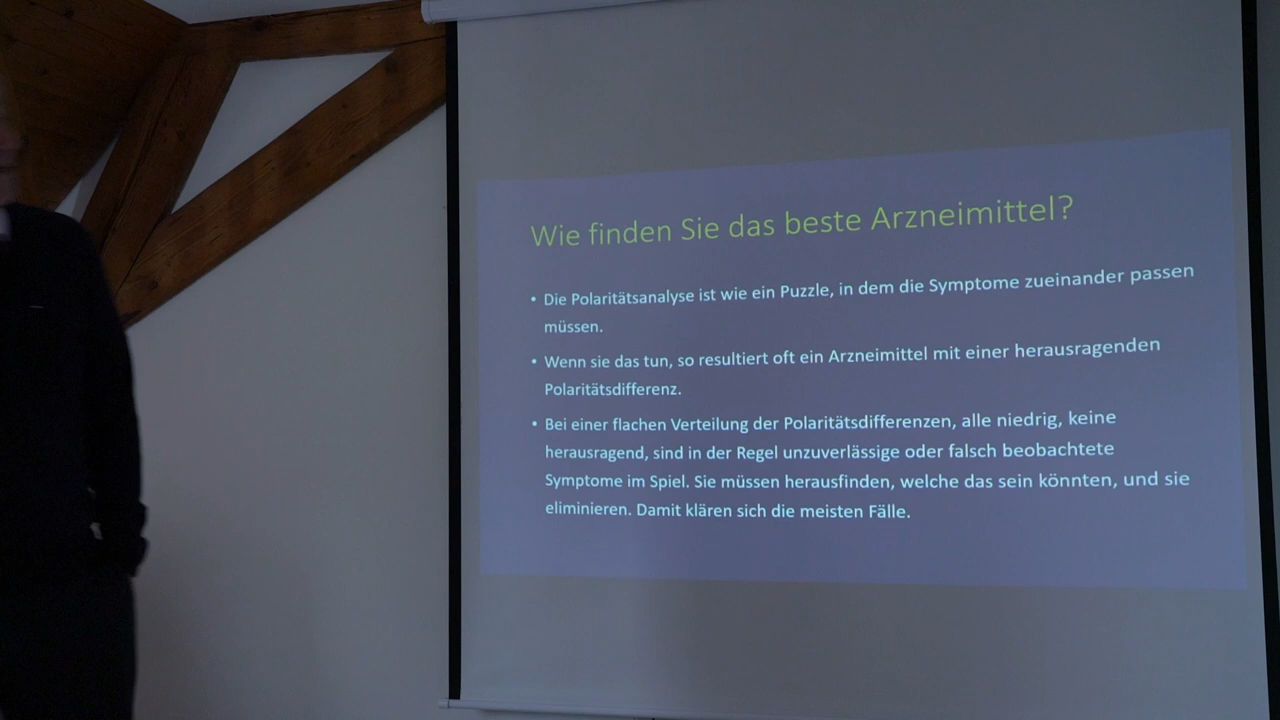 Wie finden Sie das beste Arzneimittel?
• Die Polaritätsanalyse ist wie ein Puzzle, in dem die Symptome zueinander passen
müssen.
• Wenn sie das tun, so resultiert oft ein Arzneimittel mit einer herausragenden
Polaritätsdifferenz.
• Bei einer flachen Verteilung der Polaritätsdifferenzen, alle niedrig, keine
herausragend, sind in der Regel unzuverlässige oder falsch beobachtete
Symptome im Spiel. Sie müssen herausfinden, welche das sein könnten, und sie
eliminieren. Damit klären sich die meisten Fälle.